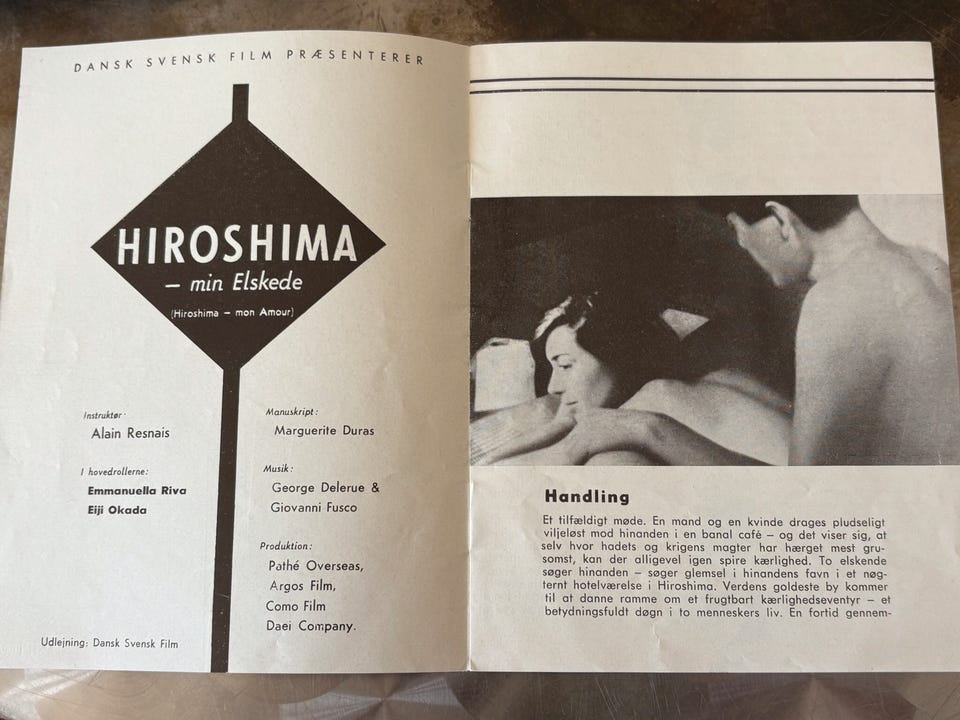 DANSK SVENSK FILM PRÆSENTERER
HIROSHIMA
– min Elskede
(Hiroshima – mon Amour)
Instruktør:
Alain Resnais
I hovedrollerne:
Emmanuella Riva
Eiji Okada
Manuskript:
Marguerite Duras
Musik:
George Delerue &
Giovanni Fusco
Produktion:
Pathé Overseas,
Argos Film,
Como Film
Daei Company.
Udlejning: Dansk Svensk Film
Handling
Et tilfældigt møde. En mand og en kvinde drages pludseligt
viljeløst mod hinanden i en banal café – og det viser sig, at
selv hvor hadets og krigens magter har hærget mest gru-
somst, kan der alligevel igen spire kærlighed. To elskende
søger hinanden – søger glemsel i hinandens favn i et nøg-
ternt hotelværelse i Hiroshima. Verdens goldeste by kommer
til at danne ramme om et frugtbart kærlighedseventyr – et
betydningsfuldt døgn i to menneskers liv. En fortid gennem-